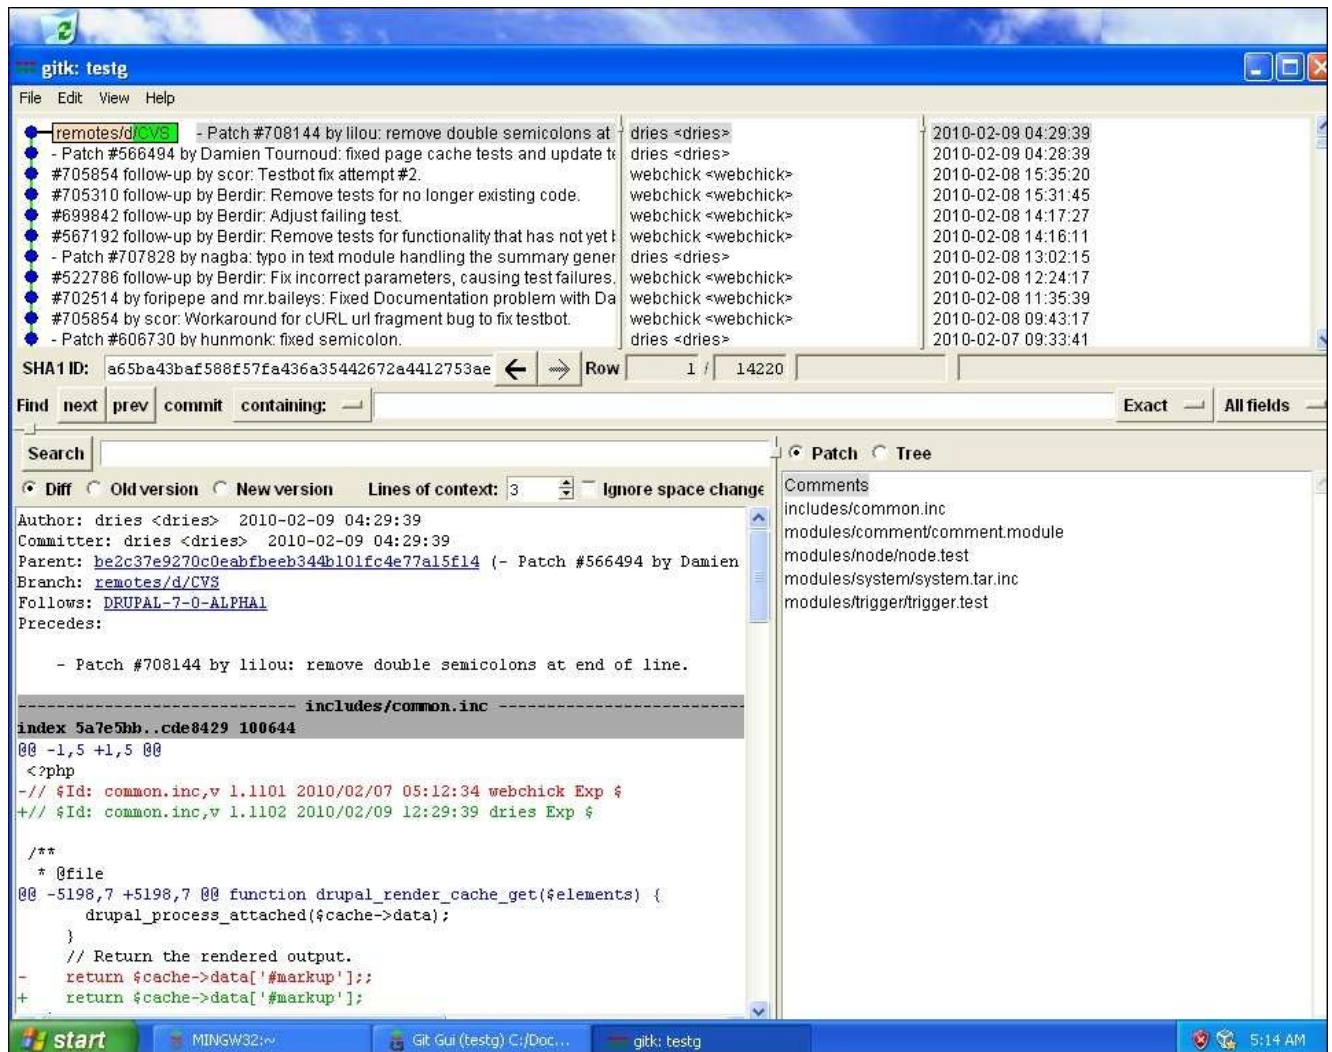 gitk: testg
File Edit View Help
remotes/d/CVS - Patch #708144 by lilou: remove double semicolons at dries <dries> 2010-02-09 04:29:39
- Patch #566494 by Damien Tournoud: fixed page cache tests and update te dries <dries> 2010-02-09 04:28:39
#705854 follow-up by scor: Testbot fix attempt #2. webchick <webchick> 2010-02-08 15:35:20
#705310 follow-up by Berdir: Remove tests for no longer existing code. webchick <webchick> 2010-02-08 15:31:45
#699842 follow-up by Berdir: Adjust failing test. webchick <webchick> 2010-02-08 14:17:27
#567192 follow-up by Berdir: Remove tests for functionality that has not yet webchick <webchick> 2010-02-08 14:16:11
- Patch #707828 by nagba: typo in text module handling the summary gener dries <dries> 2010-02-08 13:02:15
#522786 follow-up by Berdir: Fix incorrect parameters, causing test failures. webchick <webchick> 2010-02-08 12:24:17
#702514 by foripepe and mr.baileys: Fixed Documentation problem with Da webchick <webchick> 2010-02-08 11:35:39
#705854 by scor: Workaround for cURL url fragment bug to fix testbot. webchick <webchick> 2010-02-08 09:43:17
- Patch #606730 by hunmonk: fixed semicolon. dries <dries> 2010-02-07 09:33:41
SHA1 ID: a65ba43baf588f57fa436a35442672a4412753ae Row 1 / 14220
Find next prev commit containing: Exact All fields
Search Patch Tree
Diff Old version New version Lines of context: 3 Ignore space change
Comments
includes/common.inc
modules/comment/comment.module
modules/node/node.test
modules/system/system.tar.inc
modules/trigger/trigger.test
Author: dries <dries>  2010-02-09 04:29:39
Committer: dries <dries>  2010-02-09 04:29:39
Parent: be2c37e9270c0eabfbeeb344b101fc4e77a15f14 (- Patch #566494 by Damien
Branch: remotes/d/CVS
Follows: DRUPAL-7-0-ALPHA1
Precedes:
- Patch #708144 by lilou: remove double semicolons at end of line.
---------------------------- includes/common.inc -------------------------
index 5a7e5bb..cde8429 100644
@@ -1,5 +1,5 @@
<?php
-// $Id: common.inc,v 1.1101 2010/02/07 05:12:34 webchick Exp $
+// $Id: common.inc,v 1.1102 2010/02/09 12:29:39 dries Exp $
/**
* @file
@@ -5198,7 +5198,7 @@ function drupal_render_cache_get($elements) {
drupal_process_attached($cache->data);
}
// Return the rendered output.
-    return $cache->data['#markup'];;
+    return $cache->data['#markup'];
start MINGW32:~ Git Gui (testg) C:/Doc... gitk: testg 5:14 AM